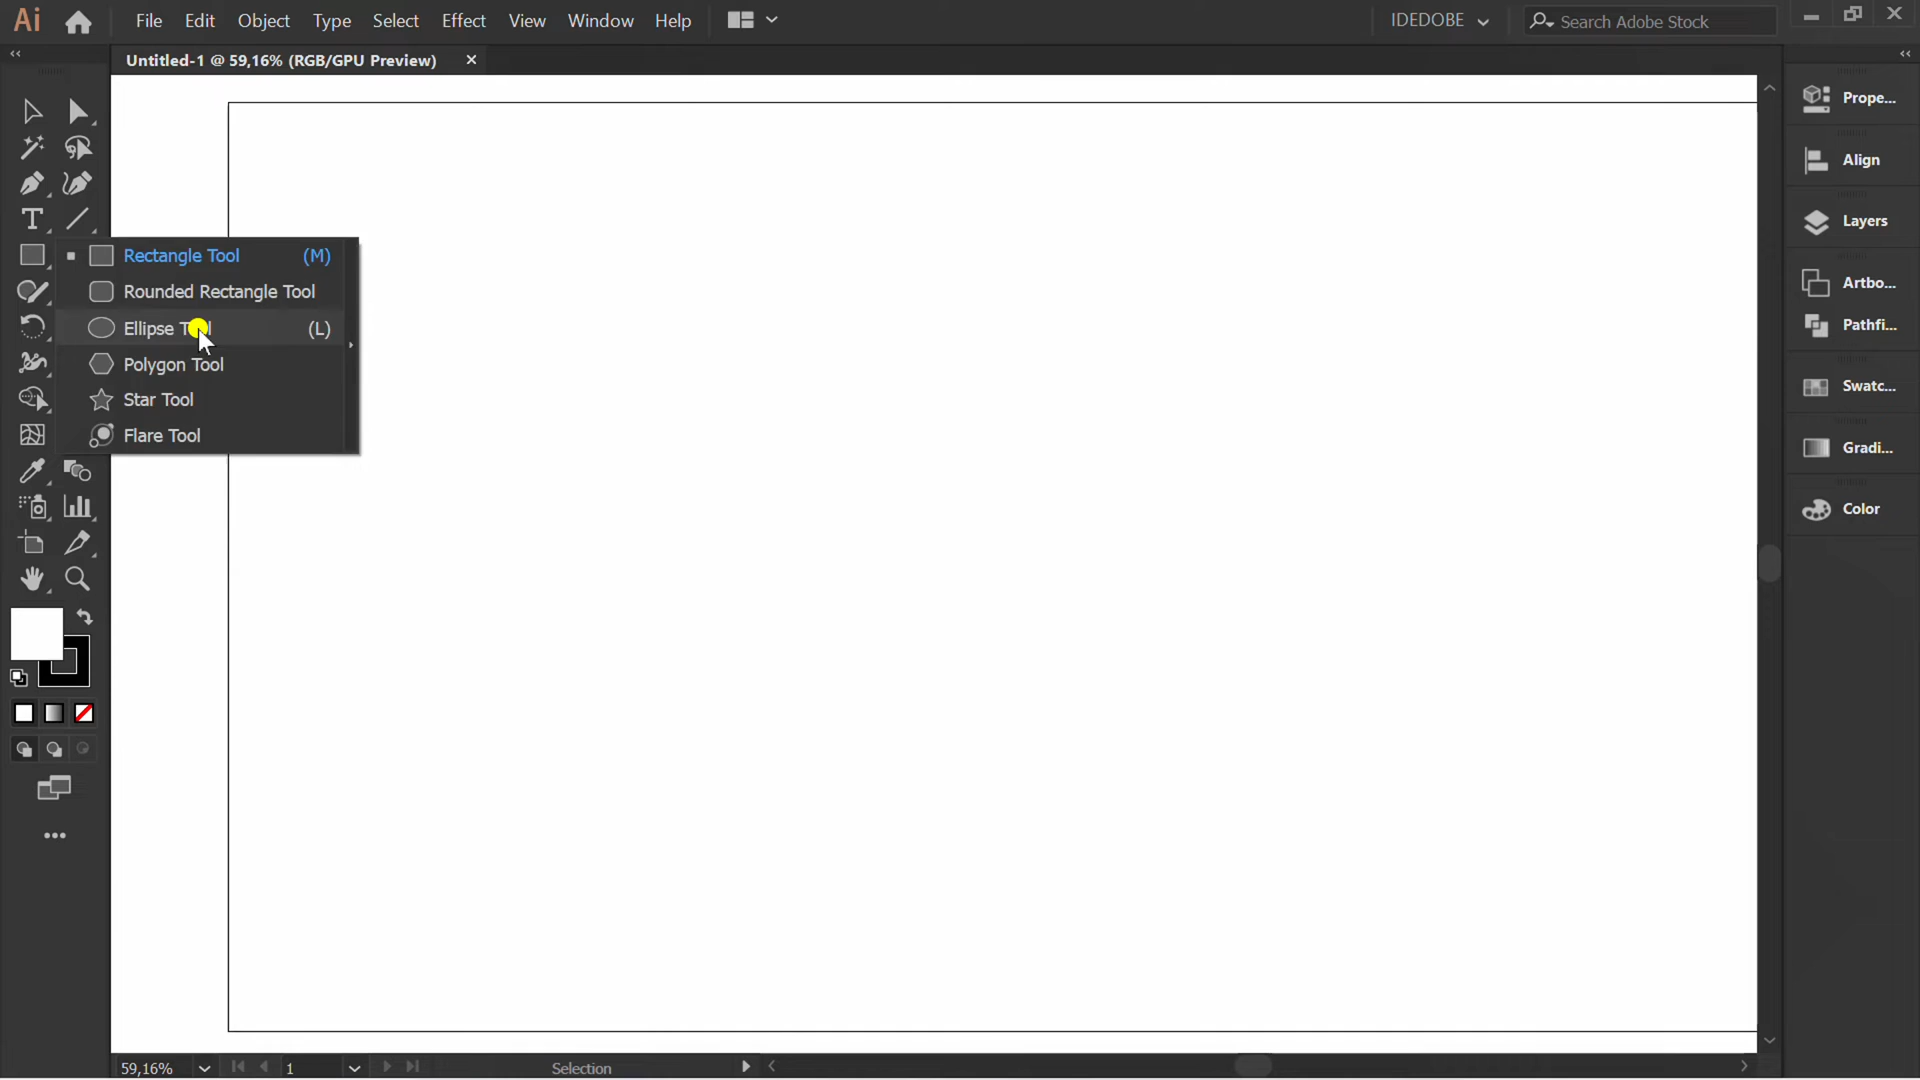 Ai File Edit Object Type Select Effect View Window Help IDEDOBE Search Adobe Stock
Untitled-1 @ 59,16% (RGB/GPU Preview)
Prope...
Align
Layers
Rectangle Tool (M)
Rounded Rectangle Tool
Artbo...
Ellipse T l (L)
Pathfi...
Polygon Tool
Swatc...
Star Tool
Flare Tool
Gradi...
Color
59,16% 1 Selection